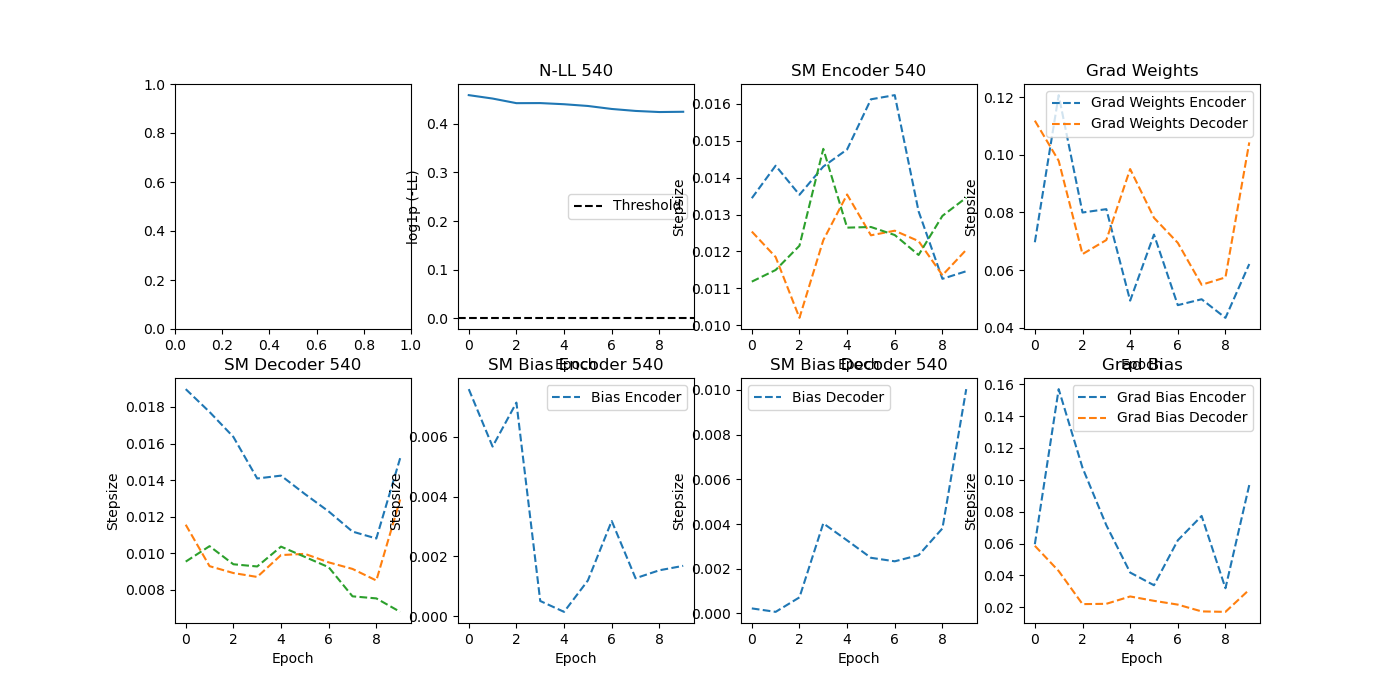 N-LL 540
SM Encoder 540
Grad Weights
1.0
0.8
0.6
0.4
0.2
0.0
0.0 0.2 0.4 0.6 0.8 1.0
log1p (-LL)
0.4
0.3
0.2
0.1
0.0
Threshold
0 2 4 6 8
Epoch
Stepsize
0.016
0.015
0.014
0.013
0.012
0.011
0.010
0 2 4 6 8
Epoch
Stepsize
0.12
0.10
0.08
0.06
0.04
Grad Weights Encoder
Grad Weights Decoder
0 2 4 6 8
Epoch
SM Decoder 540
SM Bias Encoder 540
SM Bias Decoder 540
Grad Bias
Stepsize
0.018
0.016
0.014
0.012
0.010
0.008
0 2 4 6 8
Epoch
Stepsize
0.006
0.004
0.002
0.000
Bias Encoder
0 2 4 6 8
Epoch
Stepsize
0.010
0.008
0.006
0.004
0.002
0.000
Bias Decoder
0 2 4 6 8
Epoch
Stepsize
0.16
0.14
0.12
0.10
0.08
0.06
0.04
0.02
Grad Bias Encoder
Grad Bias Decoder
0 2 4 6 8
Epoch